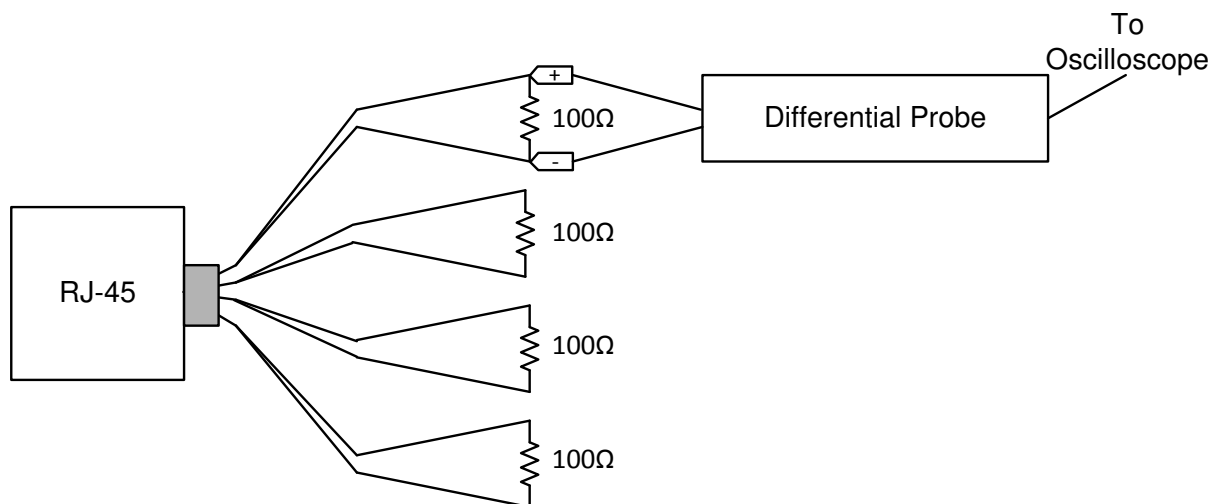 To
Oscilloscope
+
100Ω
Differential Probe
-
100Ω
RJ-45
100Ω
100Ω